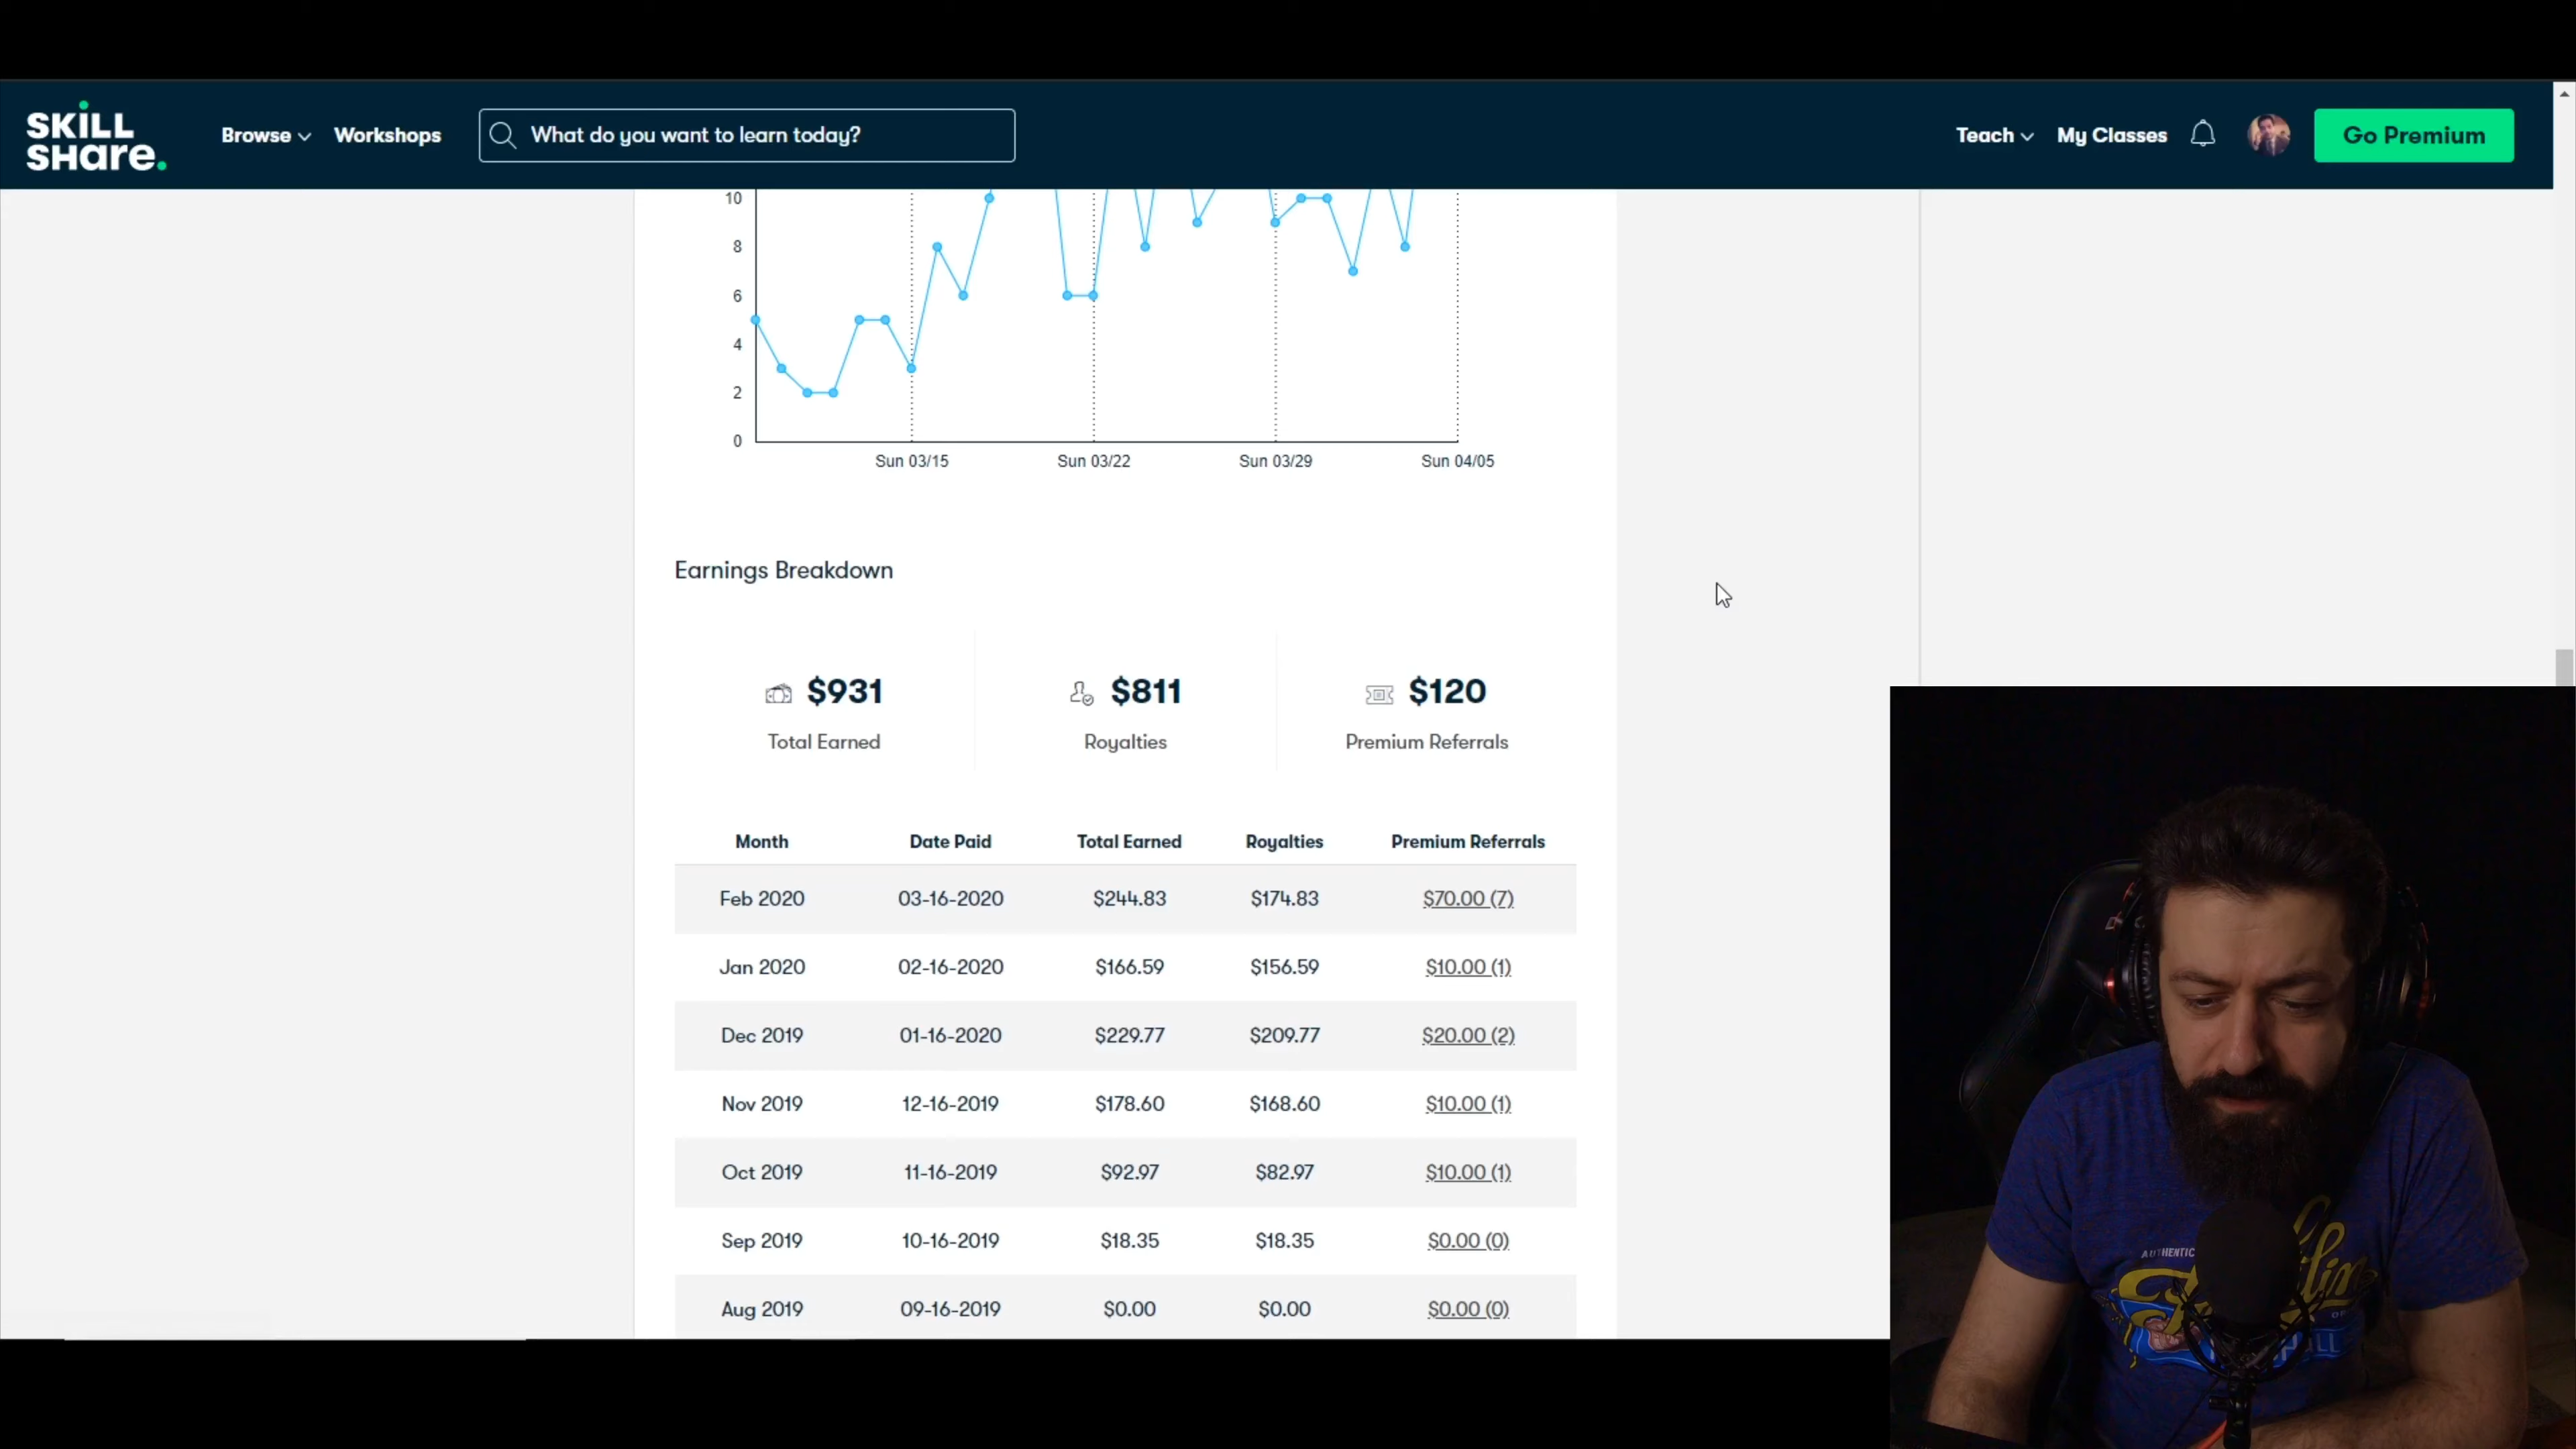 SKILL SHare.
Browse
Workshops
What do you want to learn today?
Teach
My Classes
Go Premium
10
8
6
4
2
0
Sun 03/15
Sun 03/22
Sun 03/29
Sun 04/05
Earnings Breakdown
$931
Total Earned
$811
Royalties
$120
Premium Referrals
Month Date Paid Total Earned Royalties Premium Referrals
Feb 2020 03-16-2020 $244.83 $174.83 $70.00 (7)
Jan 2020 02-16-2020 $166.59 $156.59 $10.00 (1)
Dec 2019 01-16-2020 $229.77 $209.77 $20.00 (2)
Nov 2019 12-16-2019 $178.60 $168.60 $10.00 (1)
Oct 2019 11-16-2019 $92.97 $82.97 $10.00 (1)
Sep 2019 10-16-2019 $18.35 $18.35 $0.00 (0)
Aug 2019 09-16-2019 $0.00 $0.00 $0.00 (0)
AUTHENTIC